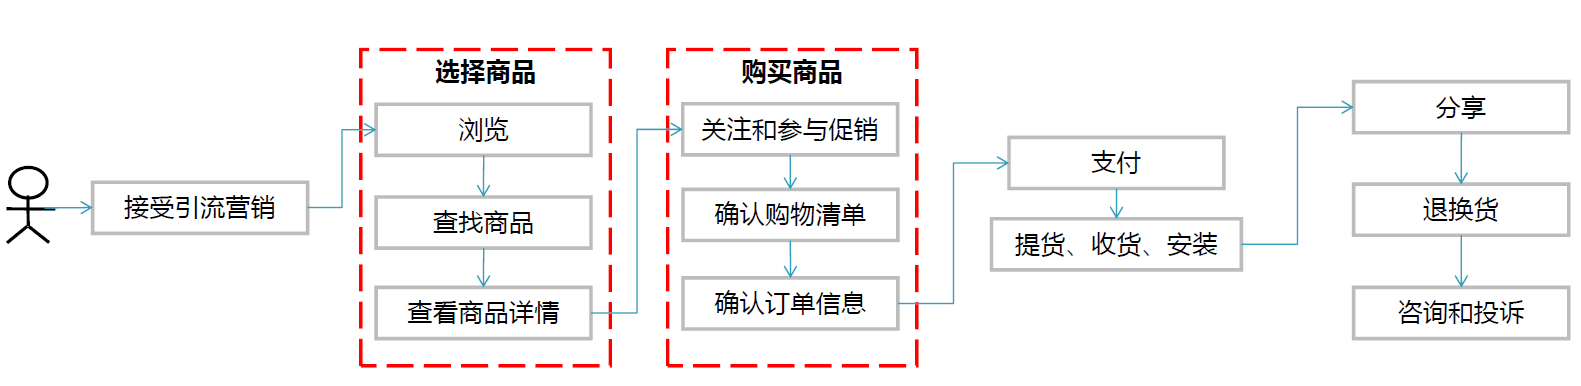 接受引流营销
选择商品
浏览
查找商品
查看商品详情
购买商品
关注和参与促销
确认购物清单
确认订单信息
支付
提货、收货、安装
分享
退换货
咨询和投诉